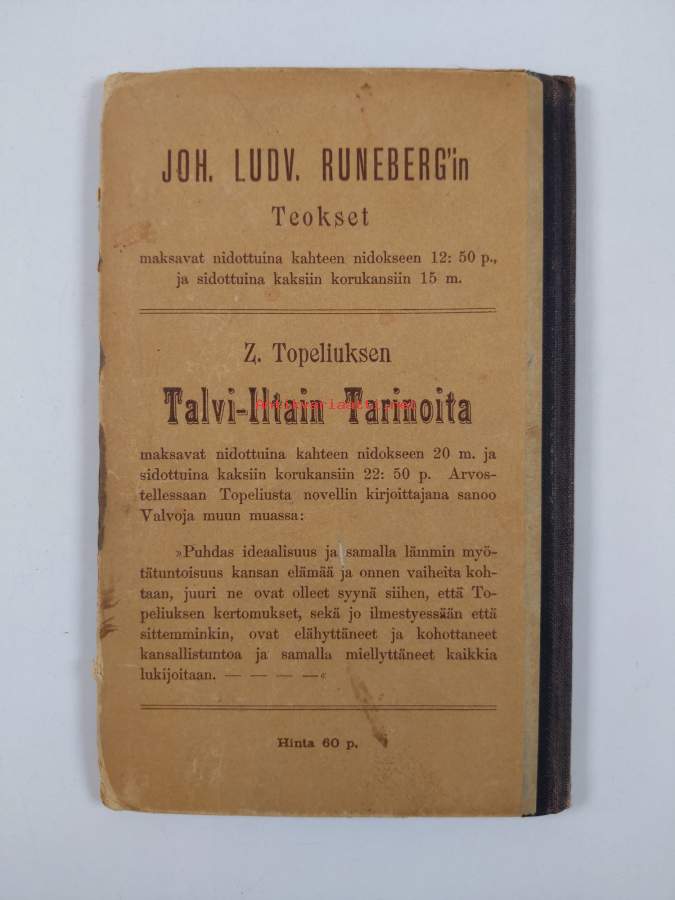 JOH. LUDV. RUNEBERG'in
Teokset
maksavat nidottuina kahteen nidokseen 12: 50 p.,
ja sidottuina kaksiin korukansiin 15 m.
Z. Topeliuksen
Talvi-Iltain Tarinoita
Antikvariaatti.net
maksavat nidottuina kahteen nidokseen 20 m. ja
sidottuina kaksiin korukansiin 22: 50 p. Arvos-
tellessaan Topeliusta novellin kirjoittajana sanoo
Valvoja muun muassa:
»Puhdas ideaalisuus ja samalla lämmin myö-
tätuntoisuus kansan elämää ja onnen vaiheita koh-
taan, juuri ne ovat olleet syynä siihen, että To-
peliuksen kertomukset, sekä jo ilmestyessään että
sittemminkin, ovat elähyttäneet ja kohottaneet
kansallistuntoa ja samalla miellyttäneet kaikkia
lukijoitaan. — — — —«
Hinta 60 p.